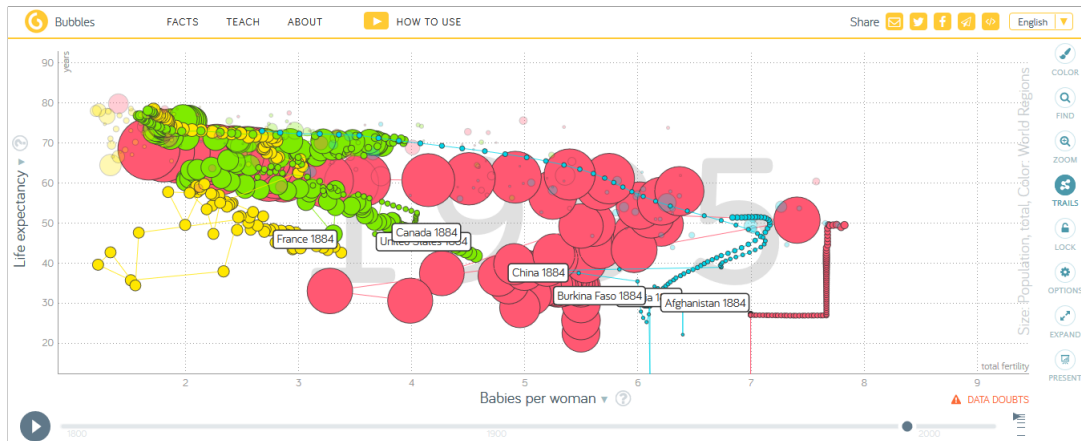 Bubbles FACTS TEACH ABOUT HOW TO USE Share English ▼
years
Life expectancy ▼ ?
90
80
70
60
50
40
30
20
France 1884
Canada 1884
United States 1884
China 1884
Burkina Faso 1884
Afghanistan 1884
Size: Population, total, Color: World Regions
total fertility
2 3 4 5 6 7 8 9
Babies per woman ▼ ?
DATA DOUBTS
1800 1900 2000
COLOR
FIND
ZOOM
TRAILS
LOCK
OPTIONS
EXPAND
PRESENT